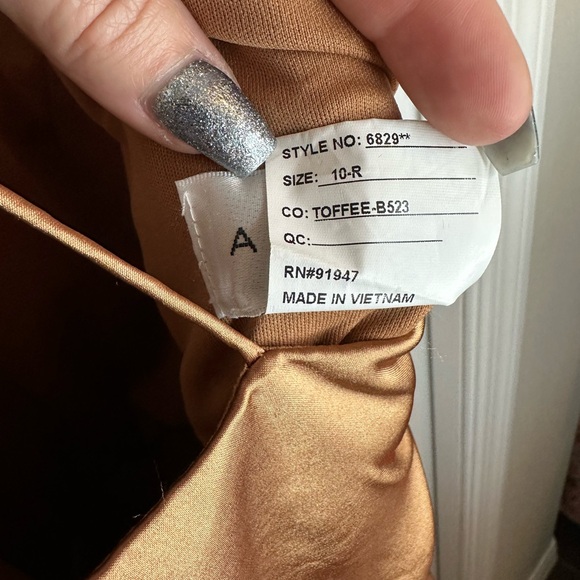 STYLE NO: 6829**
SIZE: 10-R
CO: TOFFEE-B523
QC:
RN#91947
MADE IN VIETNAM
A